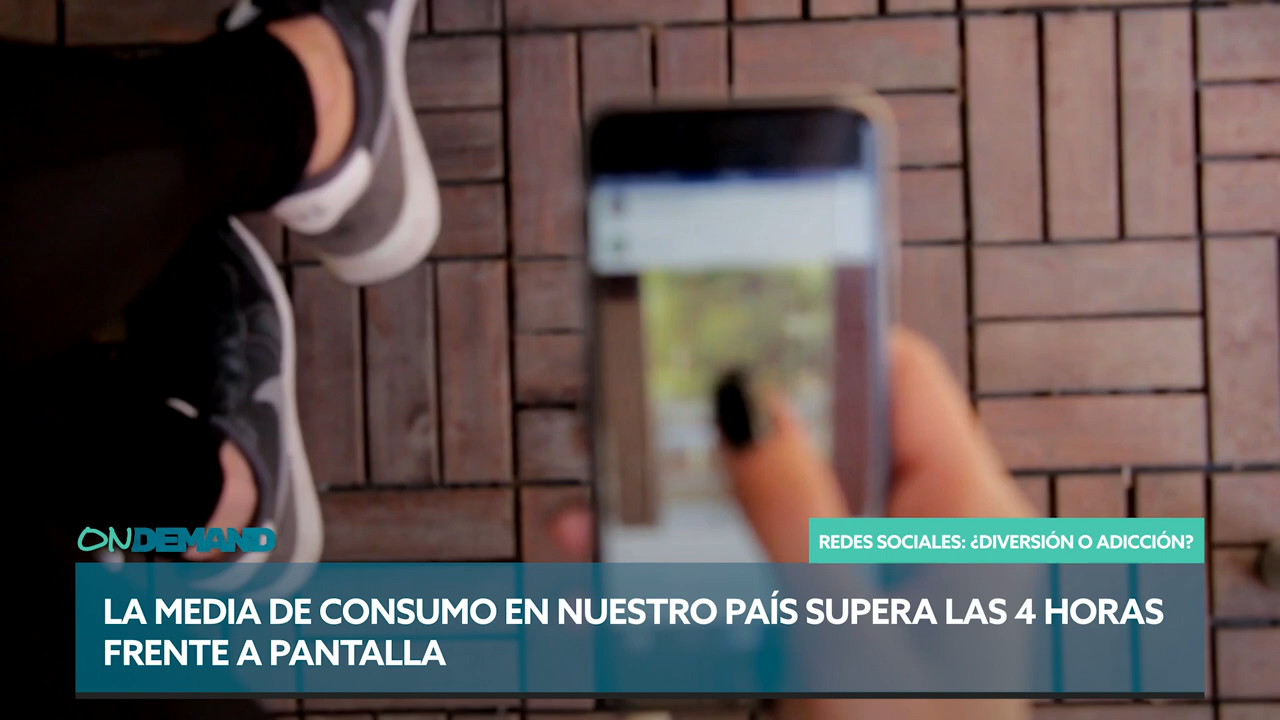 ONDEMAND
REDES SOCIALES: ¿DIVERSIÓN O ADICCIÓN?
LA MEDIA DE CONSUMO EN NUESTRO PAÍS SUPERA LAS 4 HORAS
FRENTE A PANTALLA